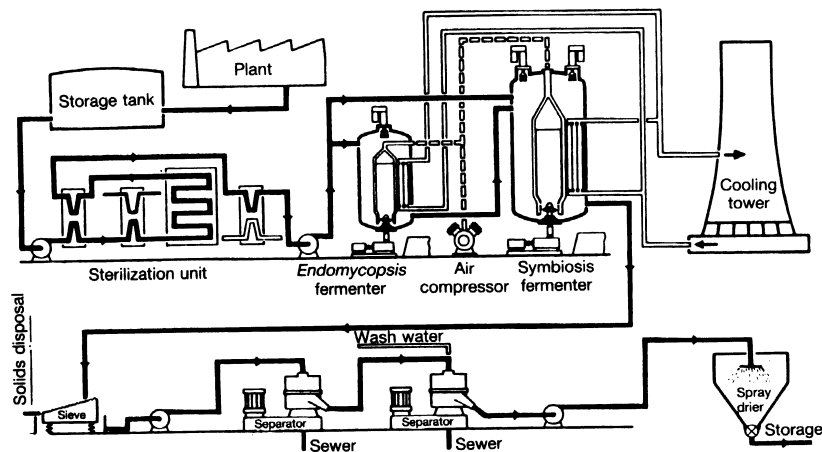 Plant
Storage tank
Cooling
tower
Sterilization unit
Endomycopsis
fermenter
Air
compressor
Symbiosis
fermenter
Solids disposal
Wash water
Sieve
Separator
Separator
Spray
drier
Storage
Sewer
Sewer